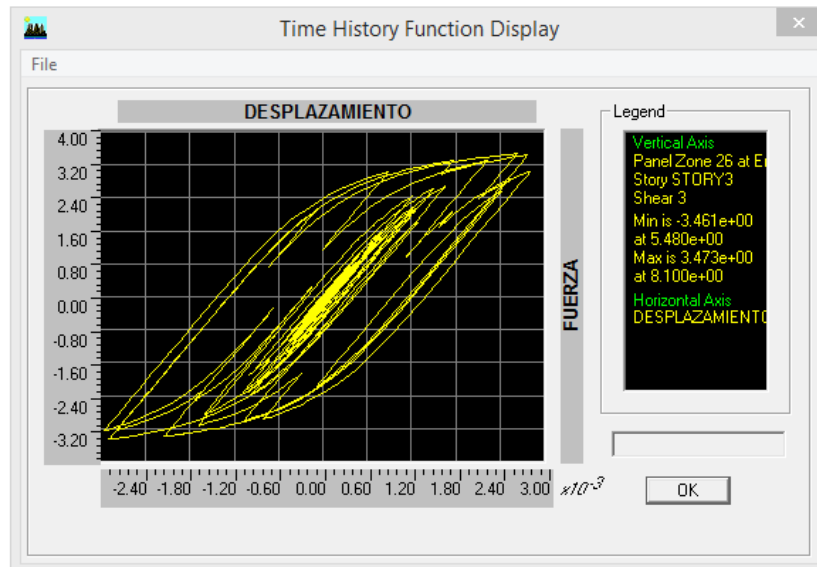 Time History Function Display
File
DESPLAZAMIENTO
4.00
3.20
2.40
1.60
0.80
0.00
-0.80
-1.60
-2.40
-3.20
-2.40 -1.80 -1.20 -0.60 0.00 0.60 1.20 1.80 2.40 3.00 x10^-3
FUERZA
Legend
Vertical Axis
Panel Zone 26 at
Story STORY3
Shear 3
Min is -3.461e+00
at 5.480e+00
Max is 3.473e+00
at 8.100e+00
Horizontal Axis
DESPLAZAMIENTO
OK